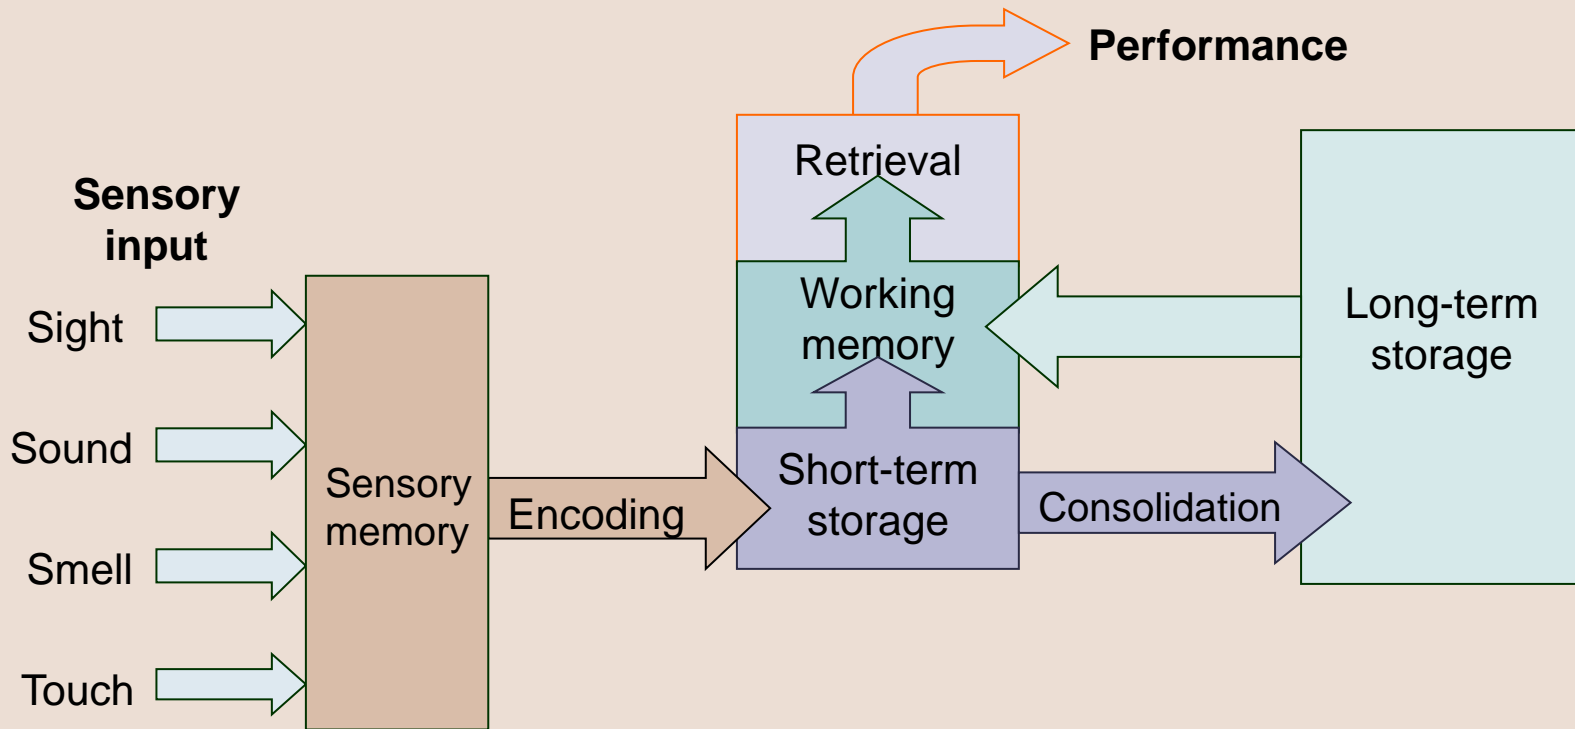 Performance
Retrieval
Sensory
input
Working
memory
Long-term
storage
Sight
Sound
Sensory
memory
Encoding
Short-term
storage
Consolidation
Smell
Touch